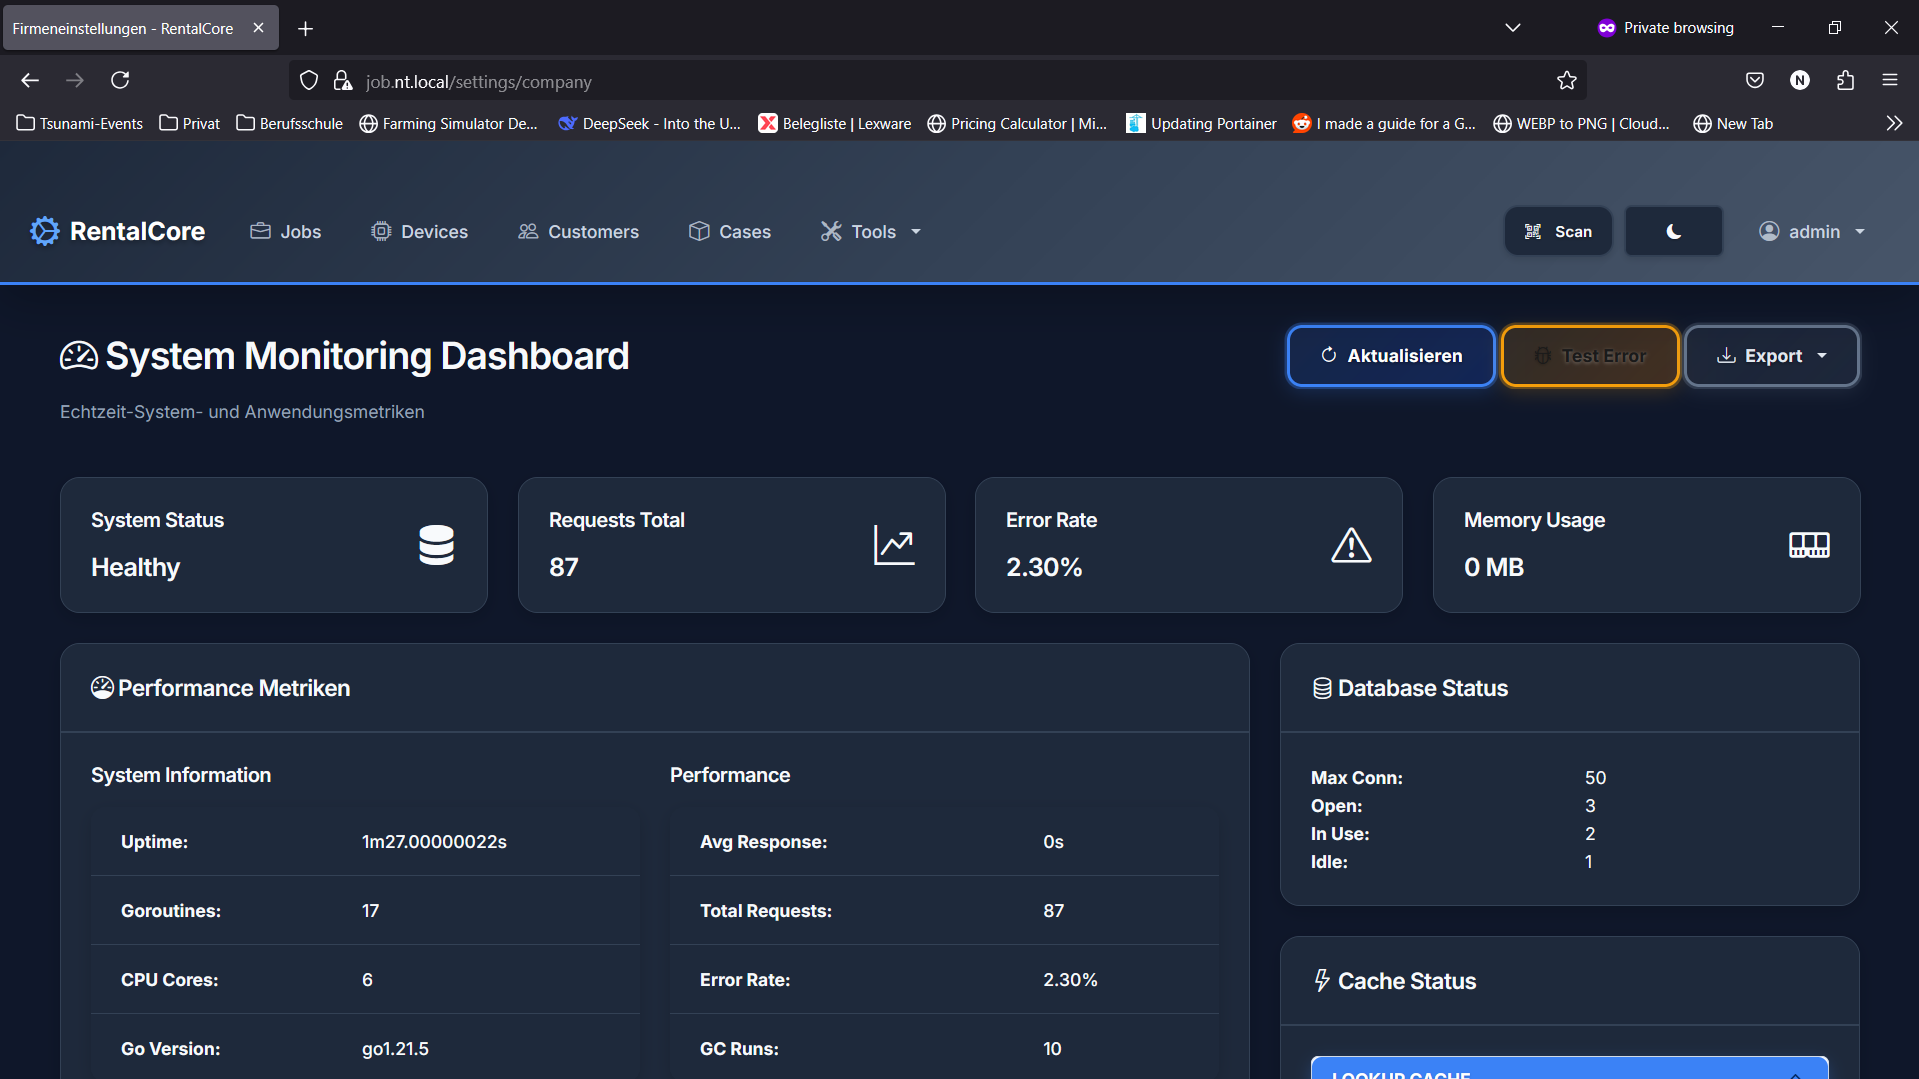 Firmeneinstellungen - RentalCore
Private browsing
job.nt.local/settings/company
N
Tsunami-Events
Privat
Berufsschule
Farming Simulator De...
DeepSeek - Into the U...
Belegliste | Lexware
Pricing Calculator | Mi...
Updating Portainer
I made a guide for a G...
WEBP to PNG | Cloud...
New Tab
RentalCore
Jobs
Devices
Customers
Cases
Tools
Scan
admin
System Monitoring Dashboard
Aktualisieren
Test Error
Export
Echtzeit-System- und Anwendungsmetriken
System Status
Healthy
Requests Total
87
Error Rate
2.30%
Memory Usage
0 MB
Performance Metriken
System Information
Uptime: 1m27.00000022s
Goroutines: 17
CPU Cores: 6
Go Version: go1.21.5
Performance
Avg Response: 0s
Total Requests: 87
Error Rate: 2.30%
GC Runs: 10
Database Status
Max Conn: 50
Open: 3
In Use: 2
Idle: 1
Cache Status
LOOKUP CACHE